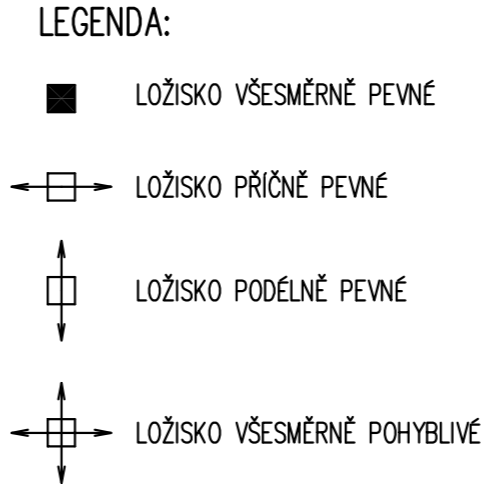 LEGENDA:
LOŽISKO VŠESMĚRNĚ PEVNÉ
LOŽISKO PŘÍČNĚ PEVNÉ
LOŽISKO PODÉLNĚ PEVNÉ
LOŽISKO VŠESMĚRNĚ POHYBLIVÉ